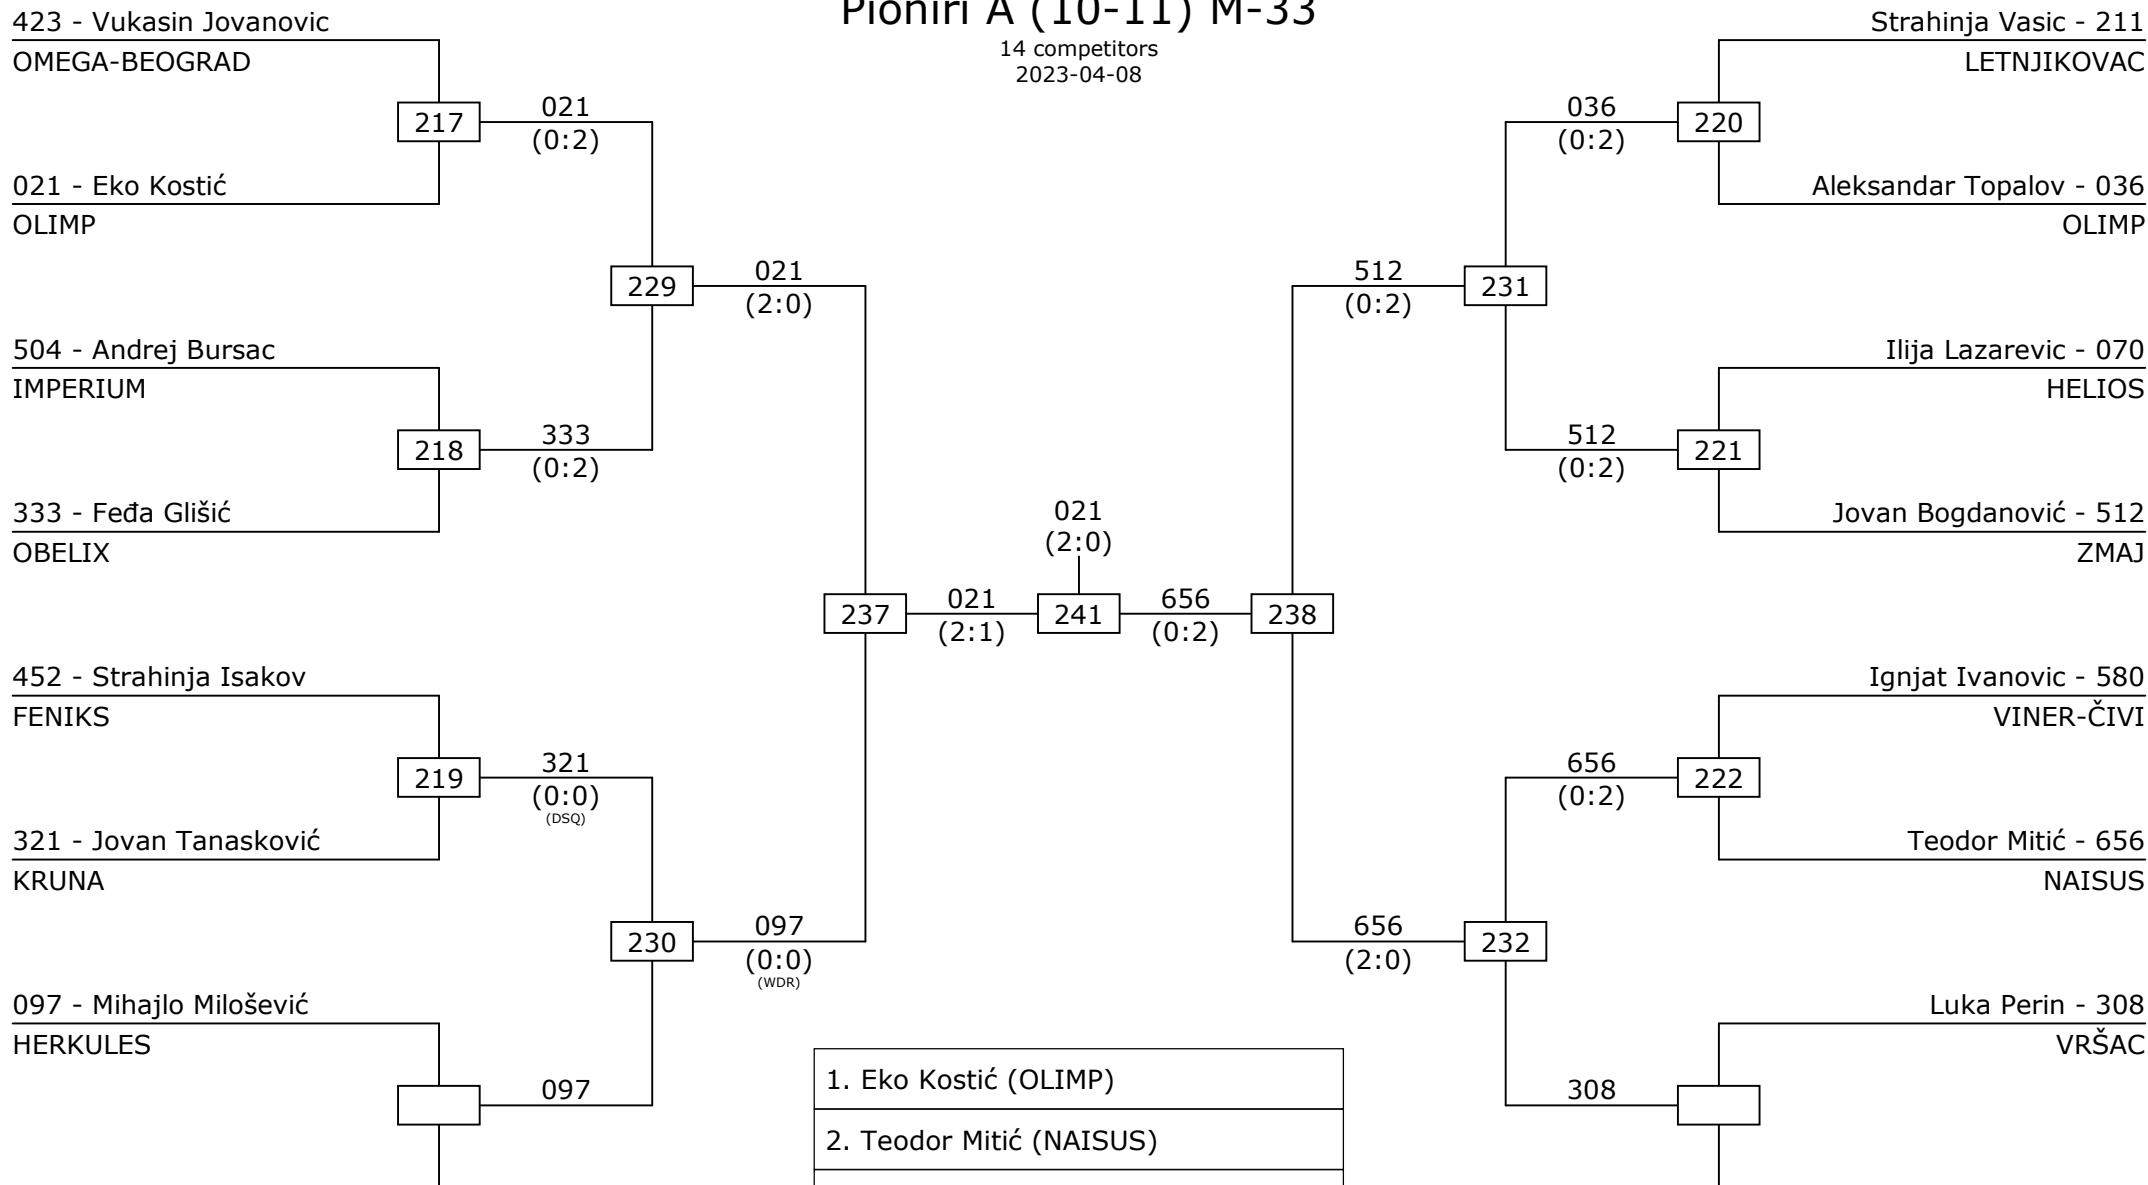 Pioniri A (10-11) M-33
14 competitors
2023-04-08
423 - Vukasin Jovanovic
OMEGA-BEOGRAD
217
021
(0:2)
021 - Eko Kostić
OLIMP
229
021
(2:0)
504 - Andrej Bursac
IMPERIUM
218
333
(0:2)
333 - Feđa Glišić
OBELIX
237
021
(2:1)
452 - Strahinja Isakov
FENIKS
219
321
(0:0)
(DSQ)
321 - Jovan Tanasković
KRUNA
230
097
(0:0)
(WDR)
097 - Mihajlo Milošević
HERKULES
097
021
(2:0)
241
656
(0:2)
238
Strahinja Vasic - 211
LETNJIKOVAC
036
(0:2)
220
Aleksandar Topalov - 036
OLIMP
512
(0:2)
231
Ilija Lazarevic - 070
HELIOS
512
(0:2)
221
Jovan Bogdanović - 512
ZMAJ
Ignjat Ivanovic - 580
VINER-ČIVI
656
(0:2)
222
Teodor Mitić - 656
NAISUS
656
(2:0)
232
Luka Perin - 308
VRŠAC
308
1. Eko Kostić (OLIMP)
2. Teodor Mitić (NAISUS)